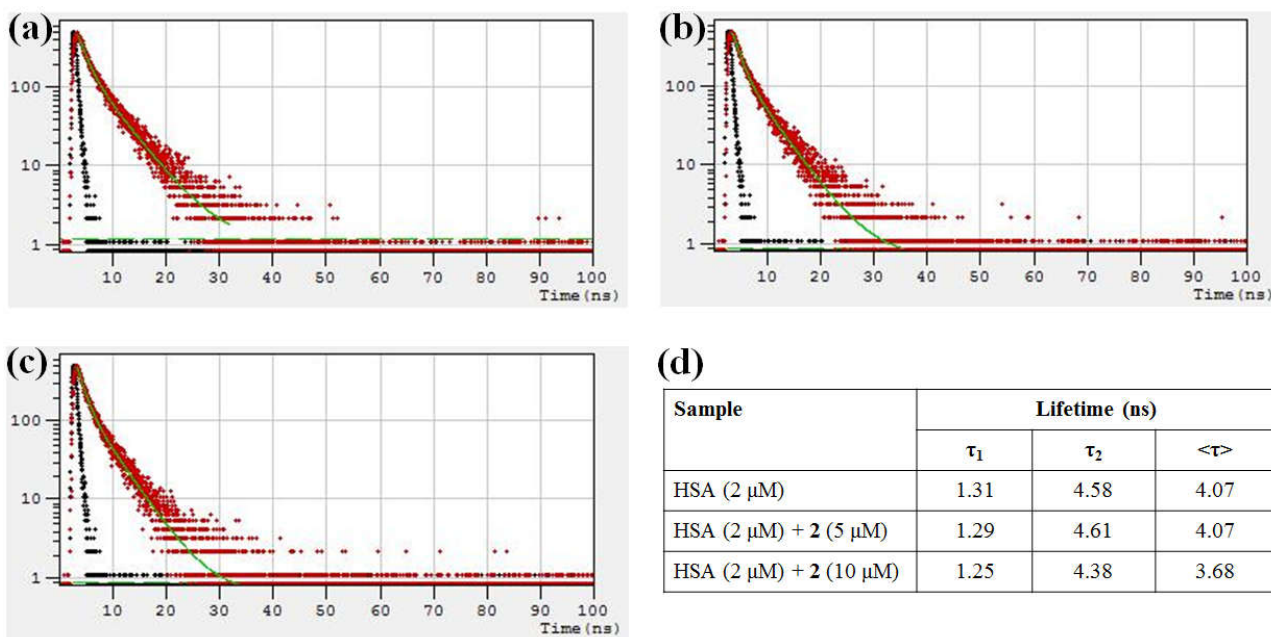 (a)
100
10
1
10 20 30 40 50 60 70 80 90 100
Time(ns)
(b)
100
10
1
10 20 30 40 50 60 70 80 90 100
Time(ns)
(c)
100
10
1
10 20 30 40 50 60 70 80 90 100
Time(ns)
(d)
Sample Lifetime (ns)
τ1 τ2 <τ>
HSA (2 μM) 1.31 4.58 4.07
HSA (2 μM) + 2 (5 μM) 1.29 4.61 4.07
HSA (2 μM) + 2 (10 μM) 1.25 4.38 3.68